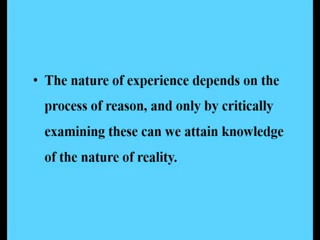 • The nature of experience depends on the
process of reason, and only by critically
examining these can we attain knowledge
of the nature of reality.